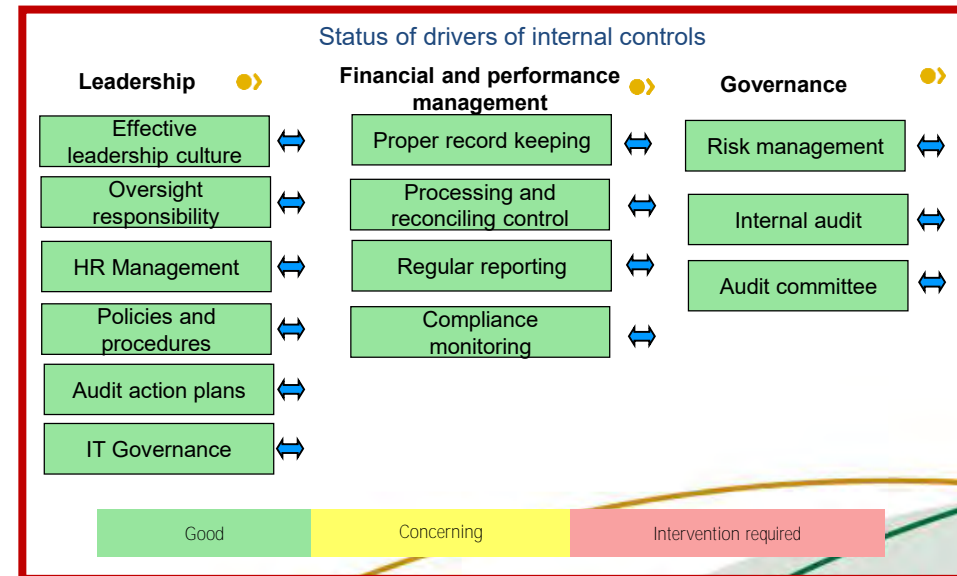 Status of drivers of internal controls
Leadership
Effective
leadership culture
Oversight
responsibility
HR Management
Policies and
procedures
Audit action plans
IT Governance
Financial and performance
management
Proper record keeping
Processing and
reconciling control
Regular reporting
Compliance
monitoring
Governance
Risk management
Internal audit
Audit committee
Good
Concerning
Intervention required